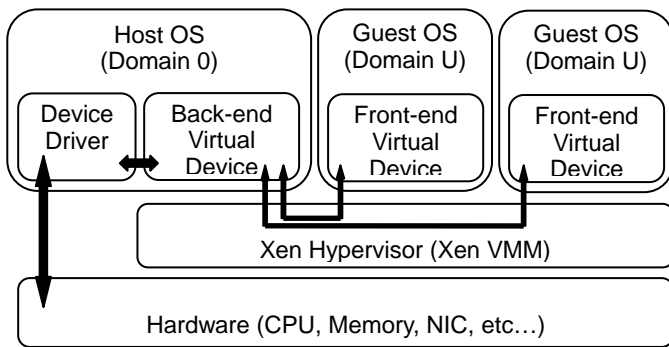 Host OS
(Domain 0)
Guest OS
(Domain U)
Guest OS
(Domain U)
Device
Driver
Back-end
Virtual
Device
Front-end
Virtual
Device
Front-end
Virtual
Device
Xen Hypervisor (Xen VMM)
Hardware (CPU, Memory, NIC, etc…)